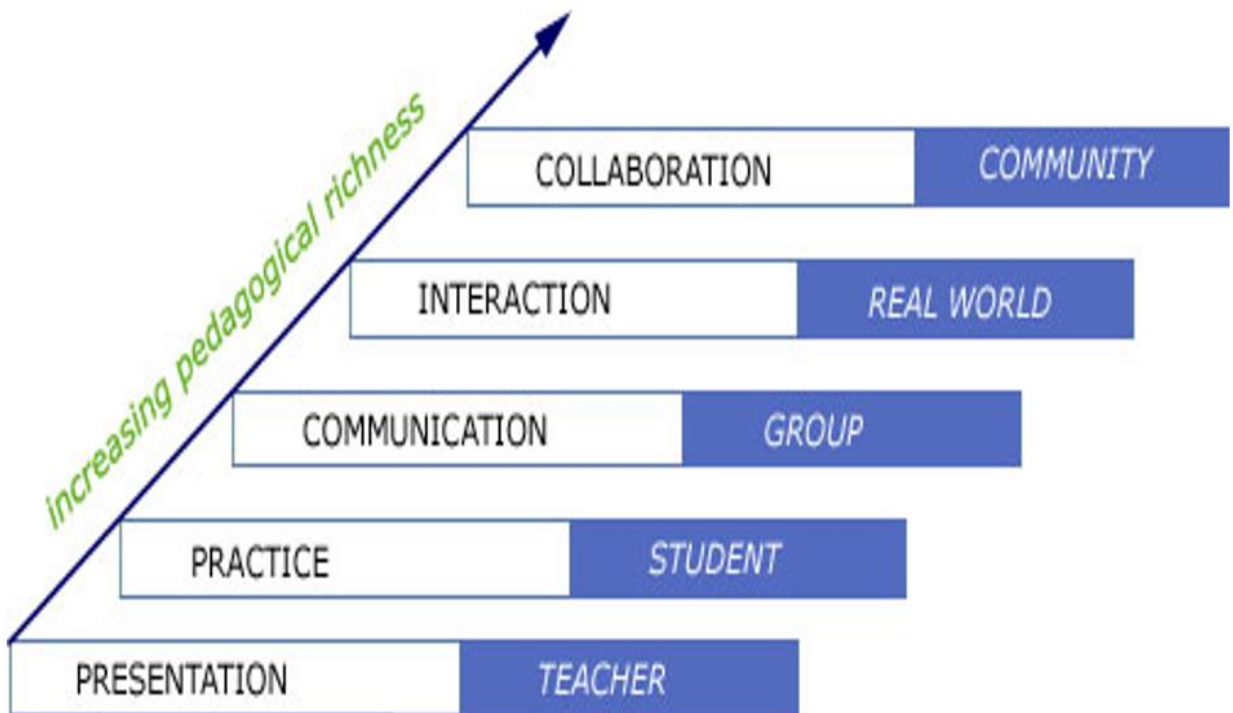 increasing pedagogical richness
COLLABORATION COMMUNITY
INTERACTION REAL WORLD
COMMUNICATION GROUP
PRACTICE STUDENT
PRESENTATION TEACHER